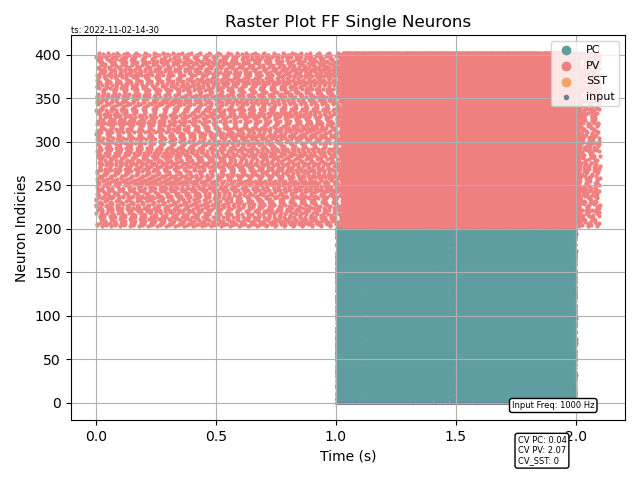 Raster Plot FF Single Neurons
ts: 2022-11-02-14-30
PC
PV
SST
input
400
350
300
250
200
150
100
50
0
Neuron Indicies
Input Freq: 1000 Hz
0.0 0.5 1.0 1.5 2.0
Time (s)
CV PC: 0.04
CV PV: 2.07
CV_SST: 0